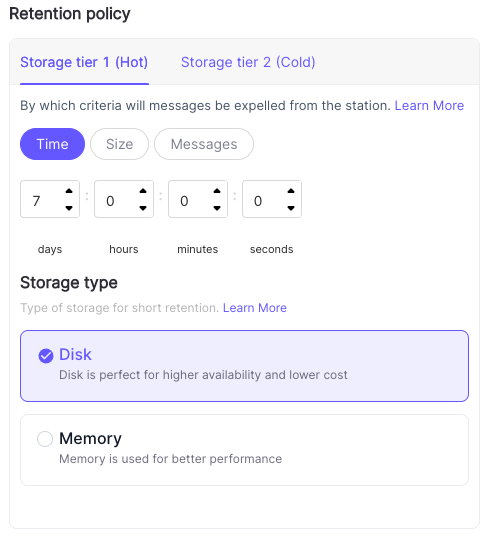 Retention policy
Storage tier 1 (Hot) Storage tier 2 (Cold)
By which criteria will messages be expelled from the station. Learn More
Time Size Messages
7 : 0 : 0 : 0
days hours minutes seconds
Storage type
Type of storage for short retention. Learn More
Disk
Disk is perfect for higher availability and lower cost
Memory
Memory is used for better performance